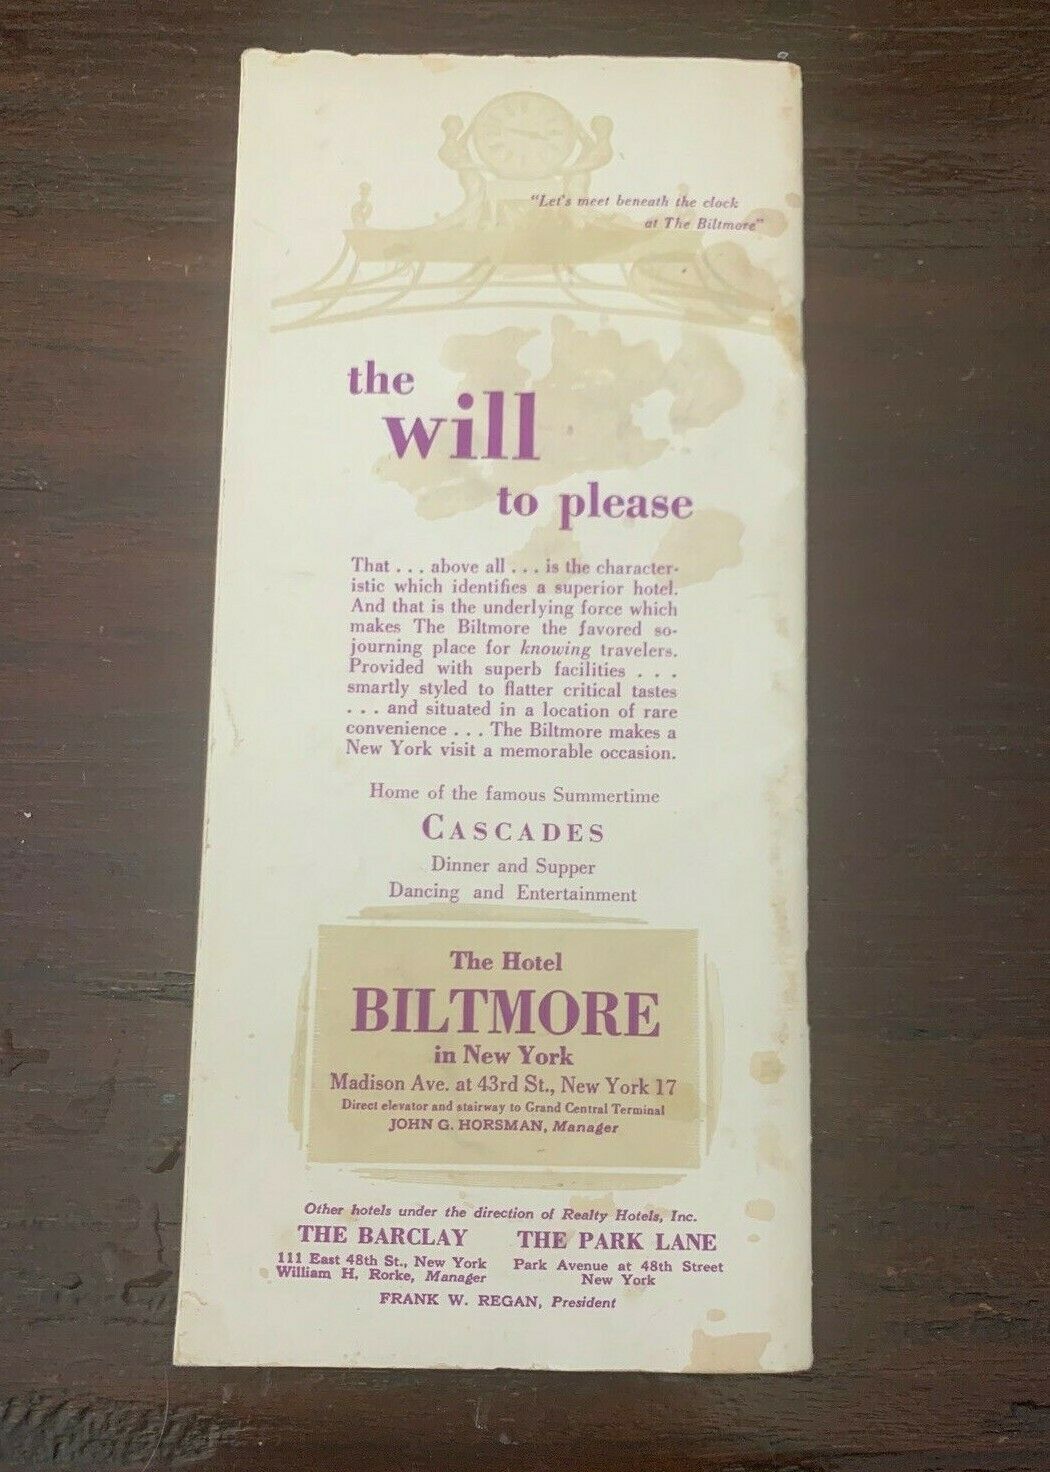 "Let's meet beneath the clock
at The Biltmore"
the
will
to please
That . . . above all . . . is the character-
istic which identifies a superior hotel.
And that is the underlying force which
makes The Biltmore the favored so-
journing place for knowing travelers.
Provided with superb facilities . . .
smartly styled to flatter critical tastes
. . . and situated in a location of rare
convenience . . . The Biltmore makes a
New York visit a memorable occasion.
Home of the famous Summertime
CASCADES
Dinner and Supper
Dancing and Entertainment
The Hotel
BILTMORE
in New York
Madison Ave. at 43rd St., New York 17
Direct elevator and stairway to Grand Central Terminal
JOHN G. HORSMAN, Manager
Other hotels under the direction of Realty Hotels, Inc.
THE BARCLAY
111 East 48th St., New York
William H. Rorke, Manager
THE PARK LANE
Park Avenue at 48th Street
New York
FRANK W. REGAN, President